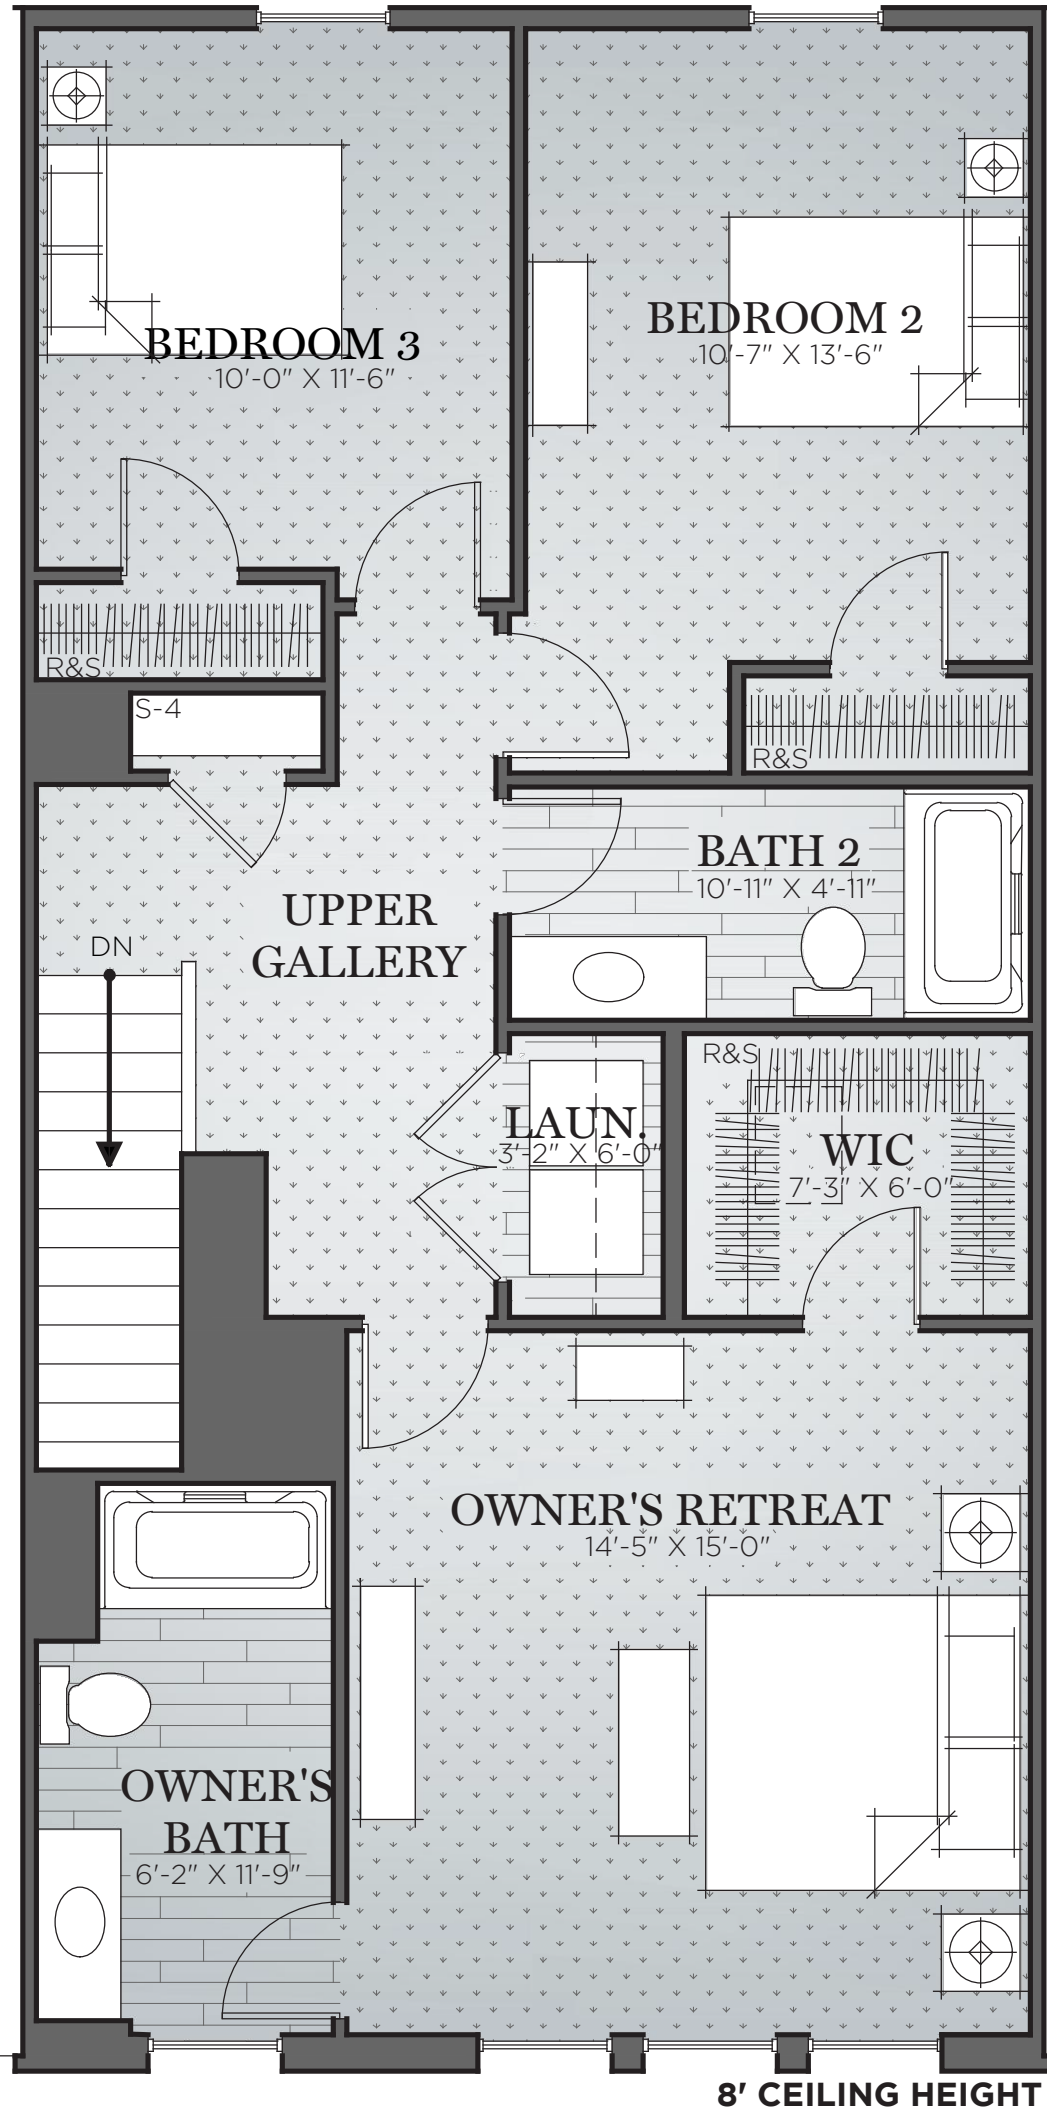 BEDROOM 3
10'-0" X 11'-6"
BEDROOM 2
10'-7" X 13'-6"
R&S
S-4
R&S
BATH 2
10'-11" X 4'-11"
UPPER
GALLERY
DN
R&S
LAUN.
3'-2" X 6'-0"
WIC
7'-3" X 6'-0"
OWNER'S RETREAT
14'-5" X 15'-0"
OWNER'S
BATH
6'-2" X 11'-9"
8' CEILING HEIGHT